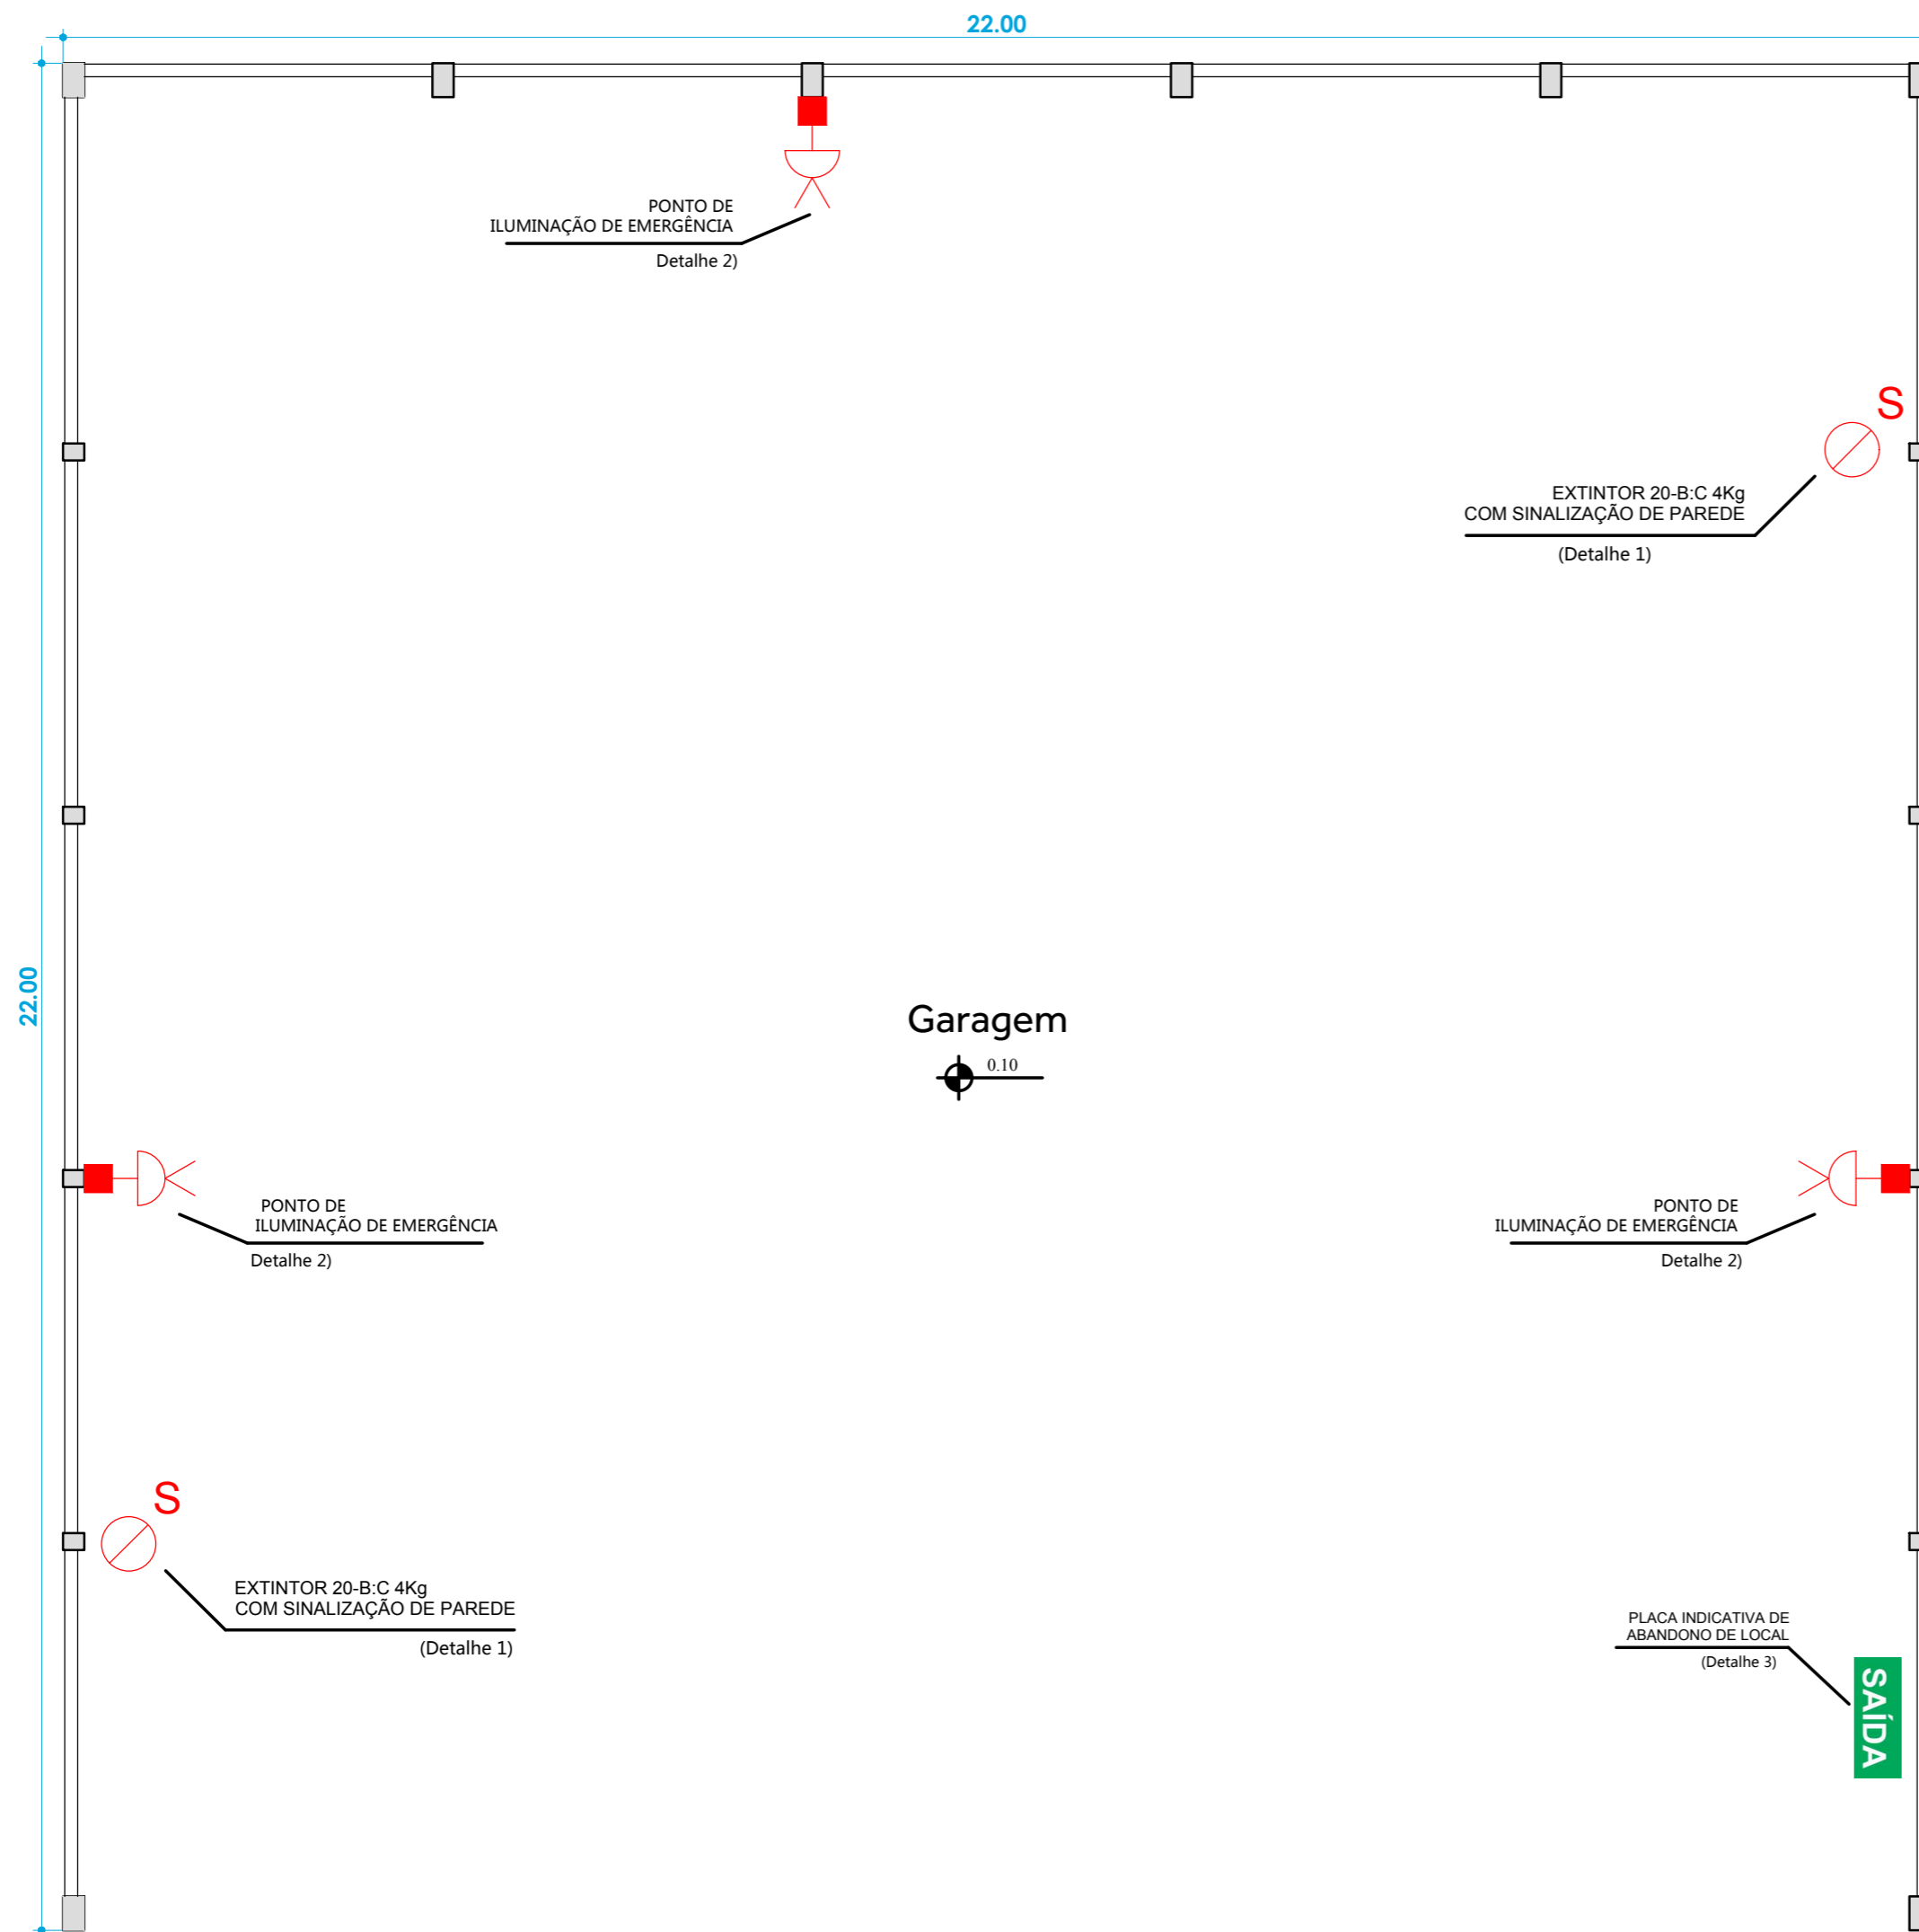 22.00
PONTO DE
ILUMINAÇÃO DE EMERGÊNCIA
Detalhe 2)
S
EXTINTOR 20-B:C 4Kg
COM SINALIZAÇÃO DE PAREDE
(Detalhe 1)
22.00
Garagem
0.10
PONTO DE
ILUMINAÇÃO DE EMERGÊNCIA
Detalhe 2)
PONTO DE
ILUMINAÇÃO DE EMERGÊNCIA
Detalhe 2)
S
EXTINTOR 20-B:C 4Kg
COM SINALIZAÇÃO DE PAREDE
(Detalhe 1)
PLACA INDICATIVA DE
ABANDONO DE LOCAL
(Detalhe 3)
SAÍDA